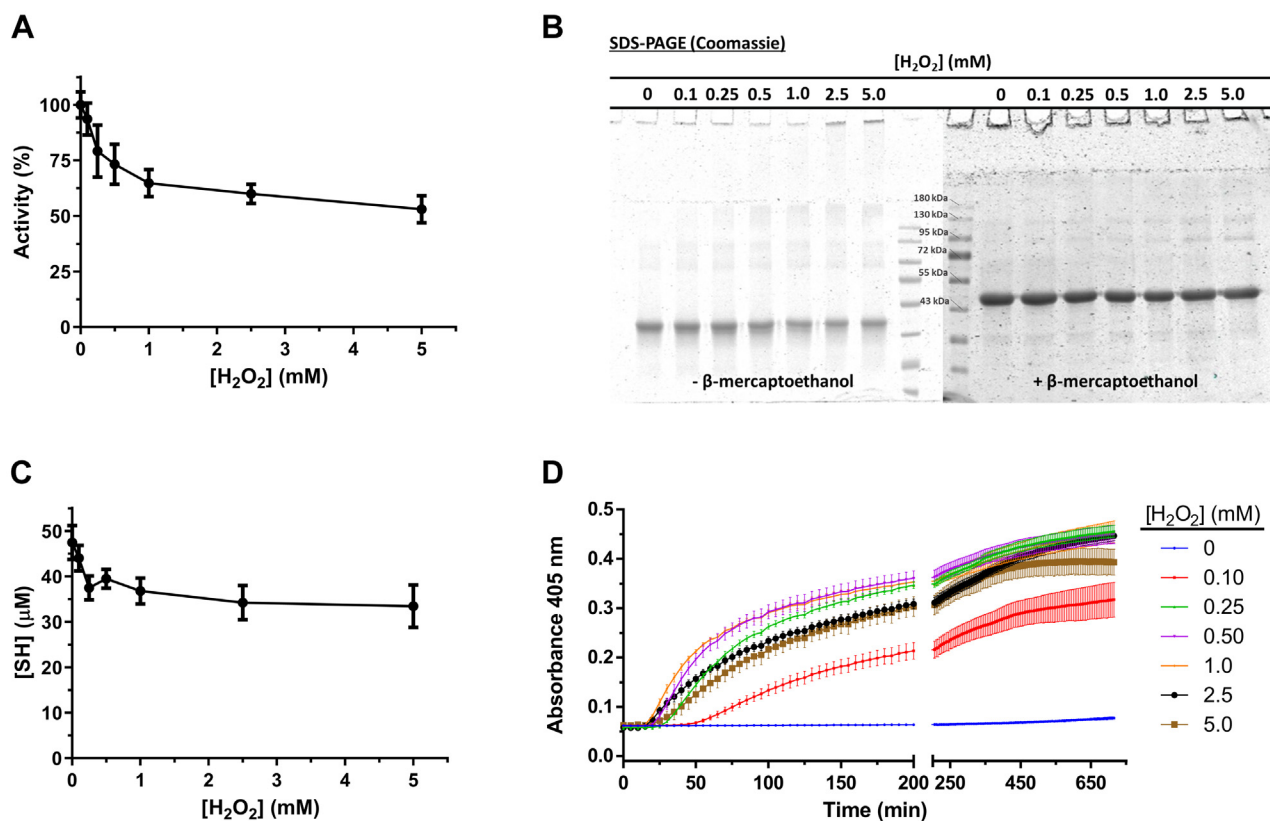 A
Activity (%)
100
75
50
25
0
0 1 2 3 4 5
[H₂O₂] (mM)
B
SDS-PAGE (Coomassie)
[H₂O₂] (mM)
0 0.1 0.25 0.5 1.0 2.5 5.0 0 0.1 0.25 0.5 1.0 2.5 5.0
180 kDa
130 kDa
95 kDa
72 kDa
55 kDa
43 kDa
- β-mercaptoethanol + β-mercaptoethanol
C
[SH] (μM)
50
40
30
20
10
0
0 1 2 3 4 5
[H₂O₂] (mM)
D
Absorbance 405 nm
0.5
0.4
0.3
0.2
0.1
0.0
0 50 100 150 200 250 450 650
Time (min)
[H₂O₂] (mM)
0
0.10
0.25
0.50
1.0
2.5
5.0